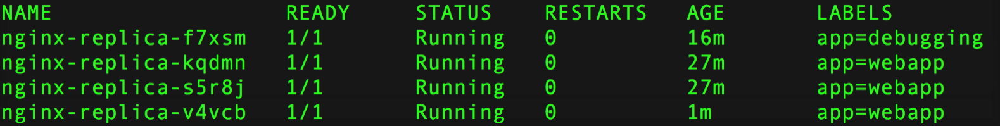 NAME READY STATUS RESTARTS AGE LABELS
nginx-replica-f7xsm 1/1 Running 0 16m app=debugging
nginx-replica-kqdmn 1/1 Running 0 27m app=webapp
nginx-replica-s5r8j 1/1 Running 0 27m app=webapp
nginx-replica-v4vcb 1/1 Running 0 1m app=webapp